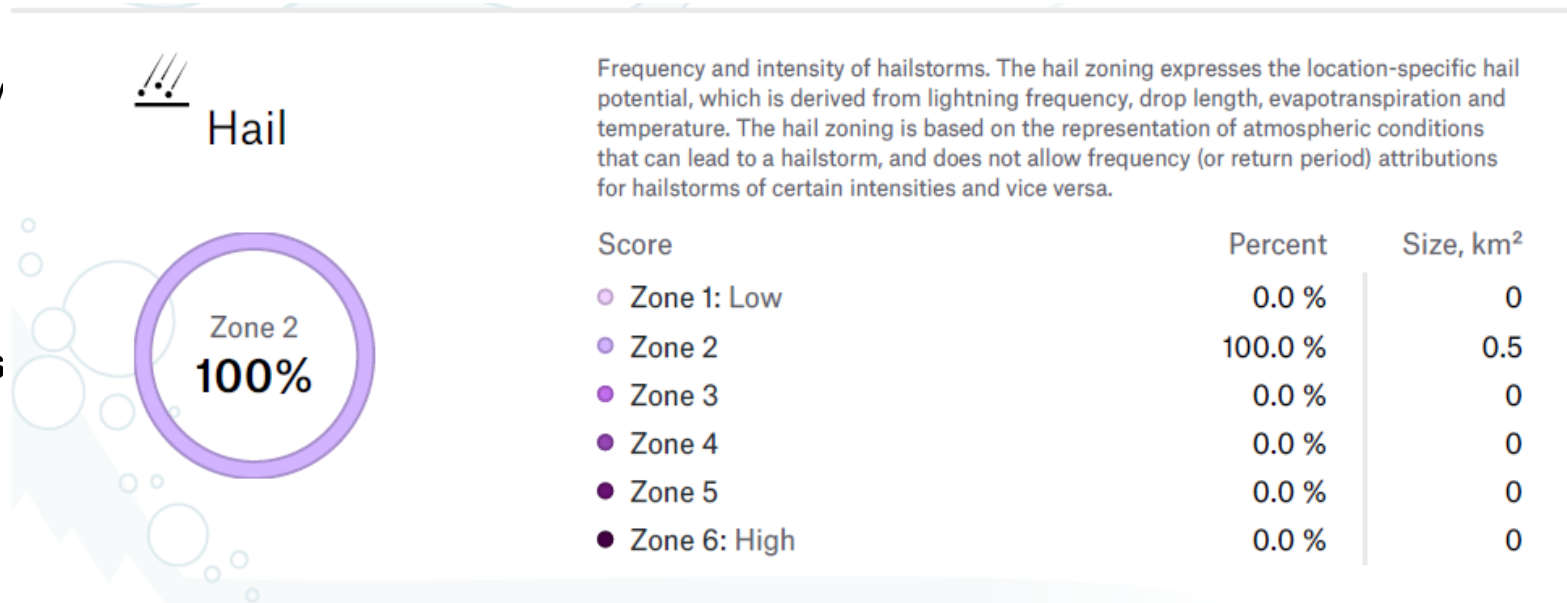 Hail
Frequency and intensity of hailstorms. The hail zoning expresses the location-specific hail
potential, which is derived from lightning frequency, drop length, evapotranspiration and
temperature. The hail zoning is based on the representation of atmospheric conditions
that can lead to a hailstorm, and does not allow frequency (or return period) attributions
for hailstorms of certain intensities and vice versa.
Zone 2
100%
Score Percent Size, km²
Zone 1: Low 0.0 % 0
Zone 2 100.0 % 0.5
Zone 3 0.0 % 0
Zone 4 0.0 % 0
Zone 5 0.0 % 0
Zone 6: High 0.0 % 0